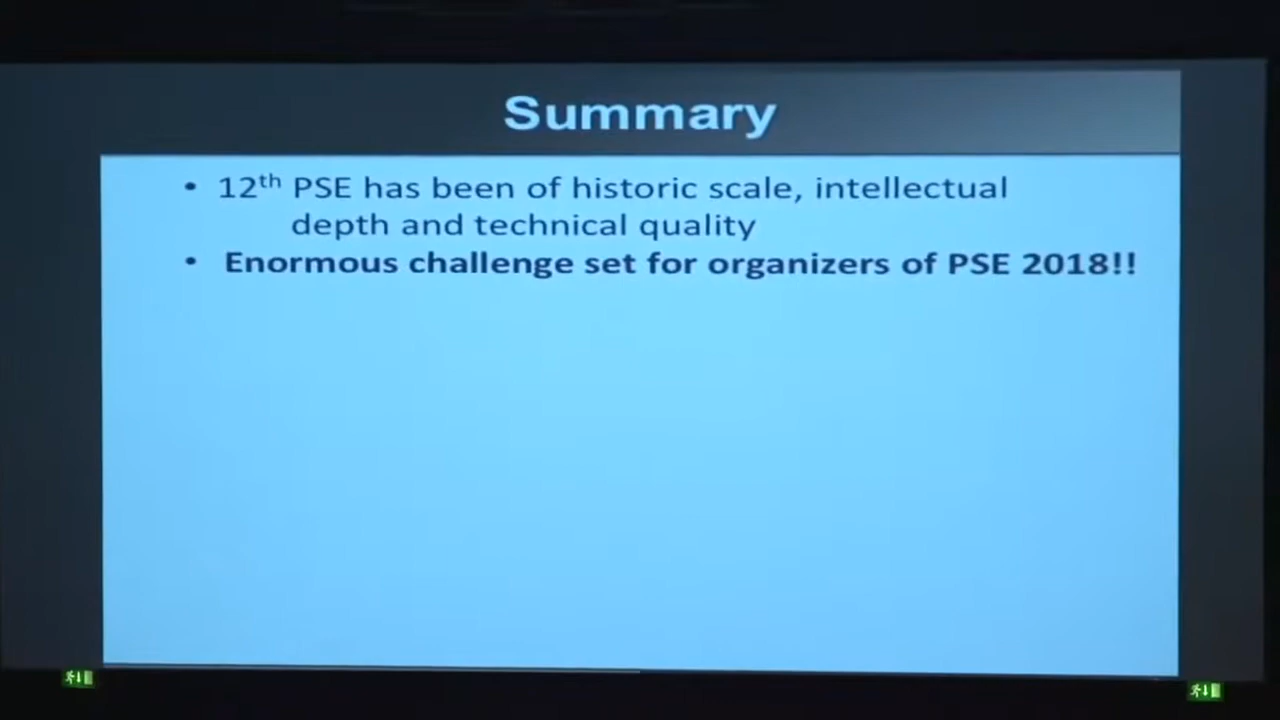 Summary
• 12th PSE has been of historic scale, intellectual
depth and technical quality
• Enormous challenge set for organizers of PSE 2018!!